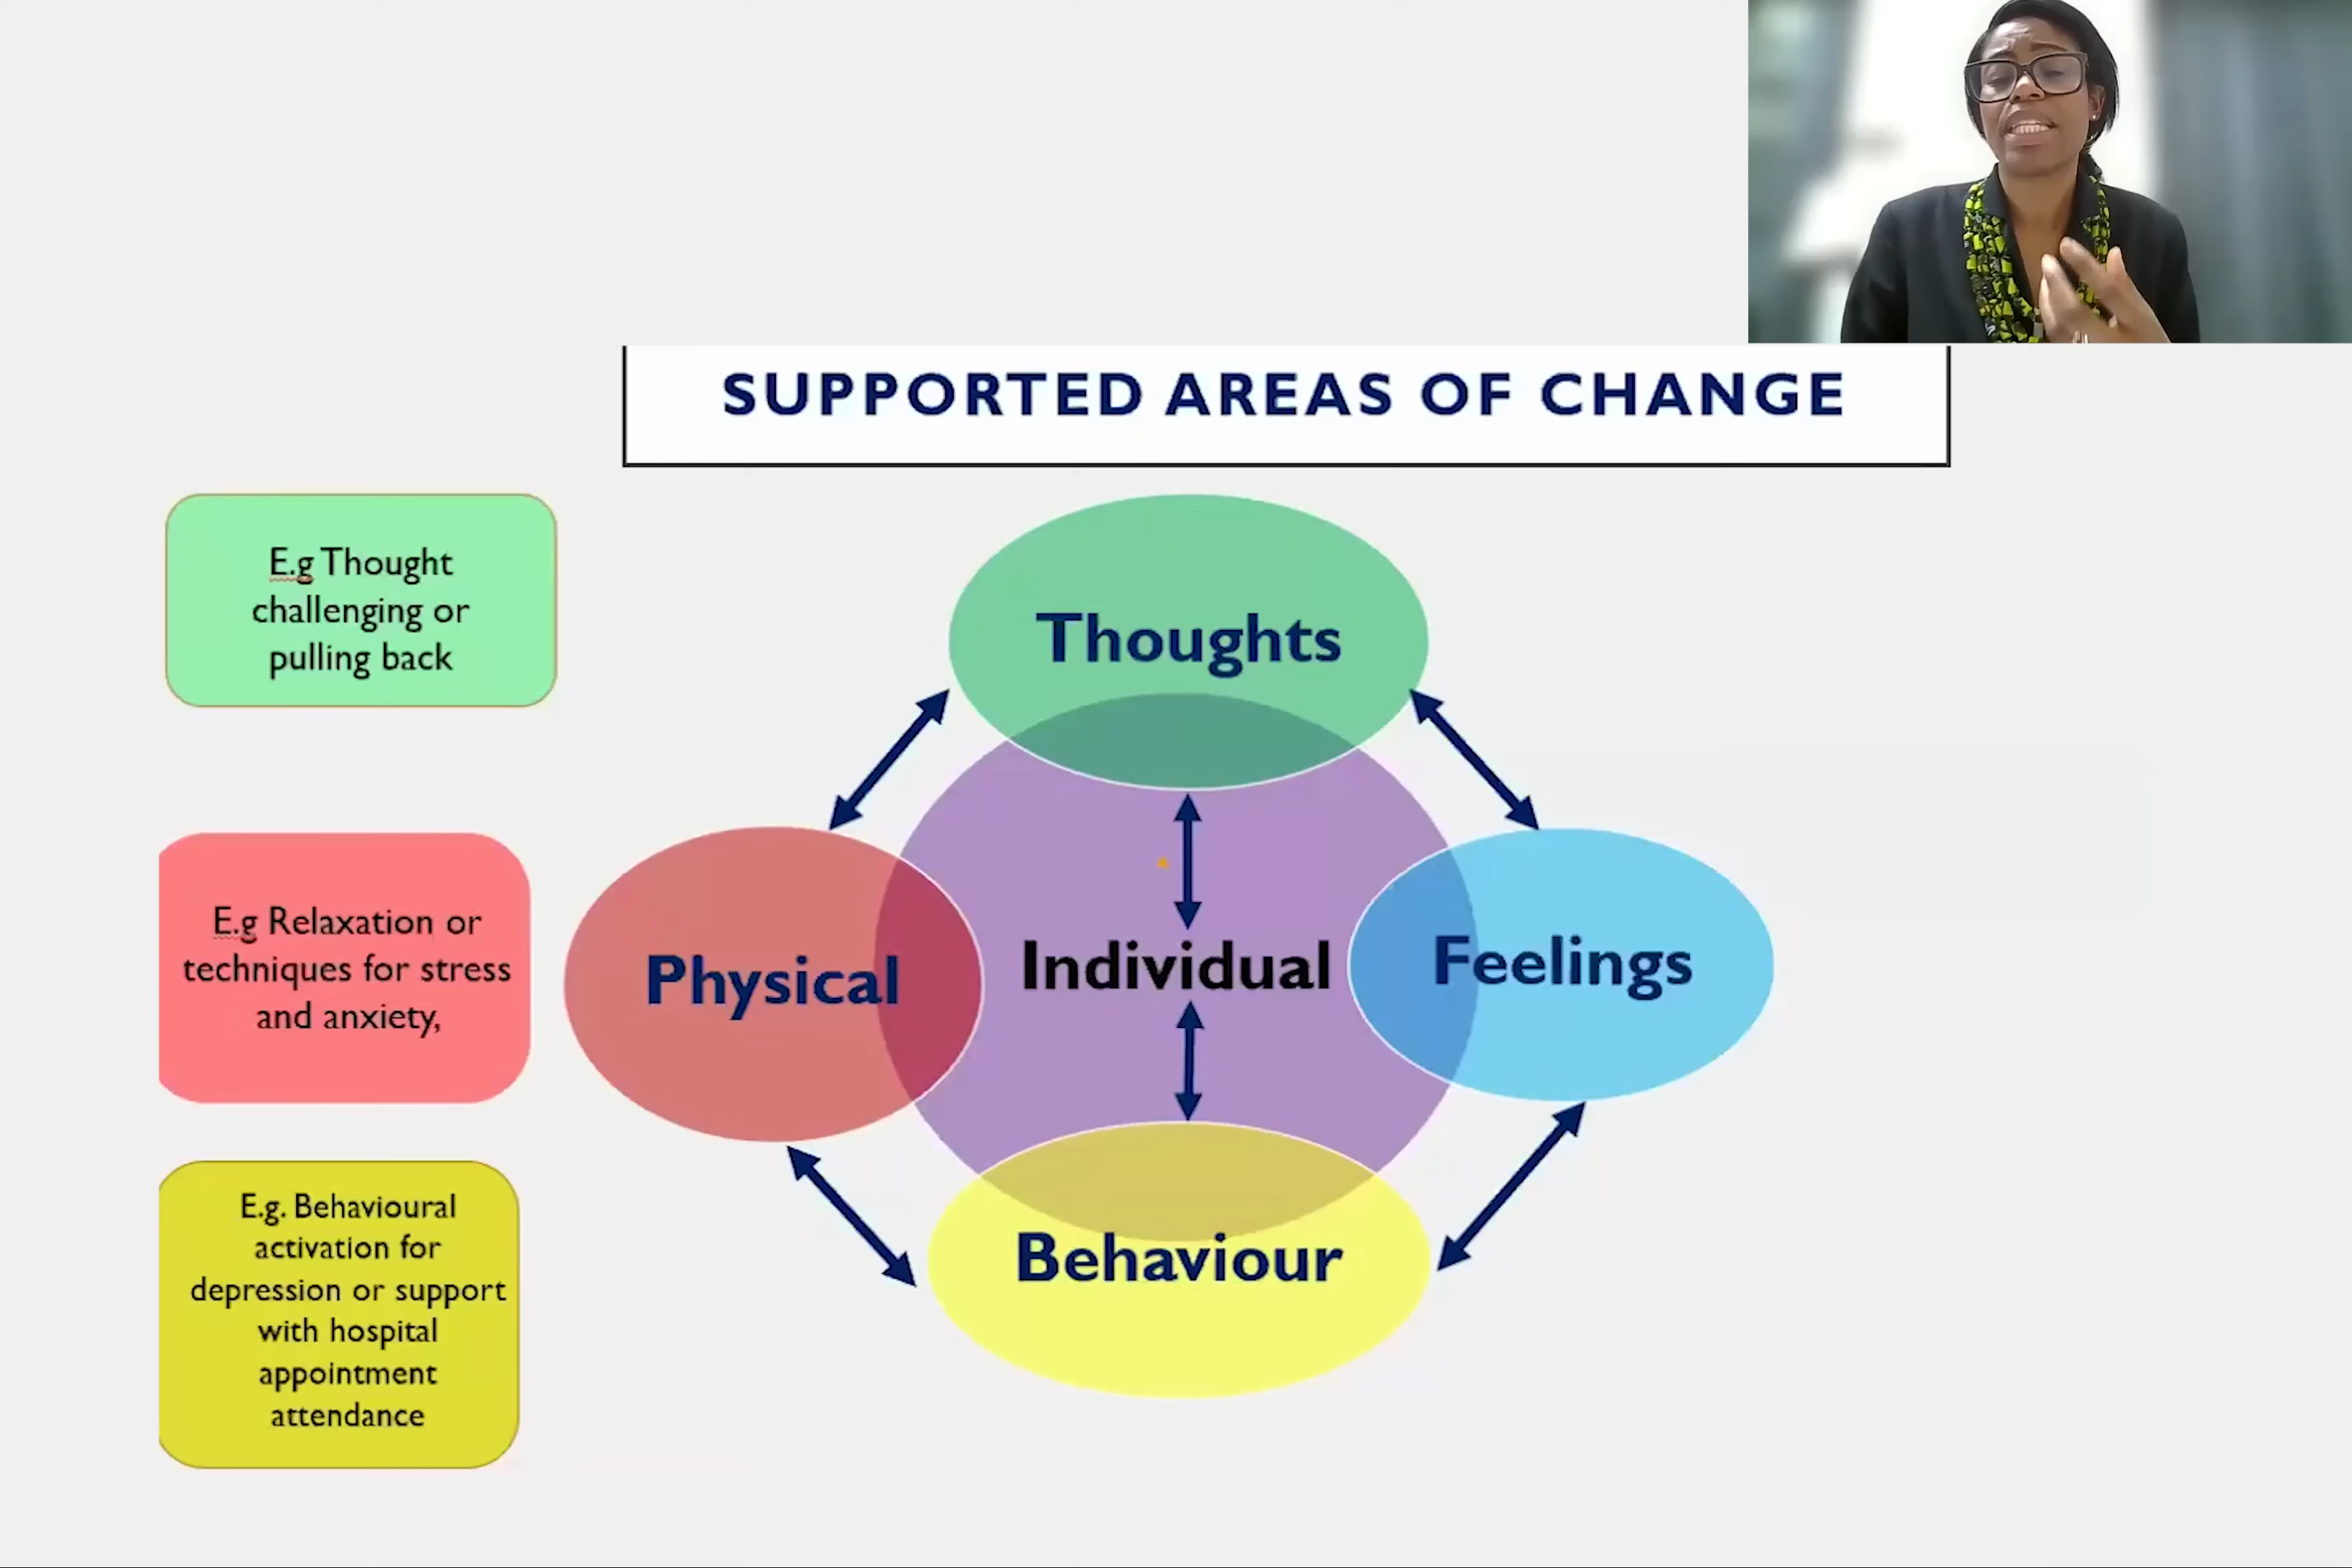 SUPPORTED AREAS OF CHANGE
E.g Thought
challenging or
pulling back
Thoughts
E.g Relaxation or
techniques for stress
and anxiety,
Physical
Individual
Feelings
E.g. Behavioural
activation for
depression or support
with hospital
appointment
attendance
Behaviour